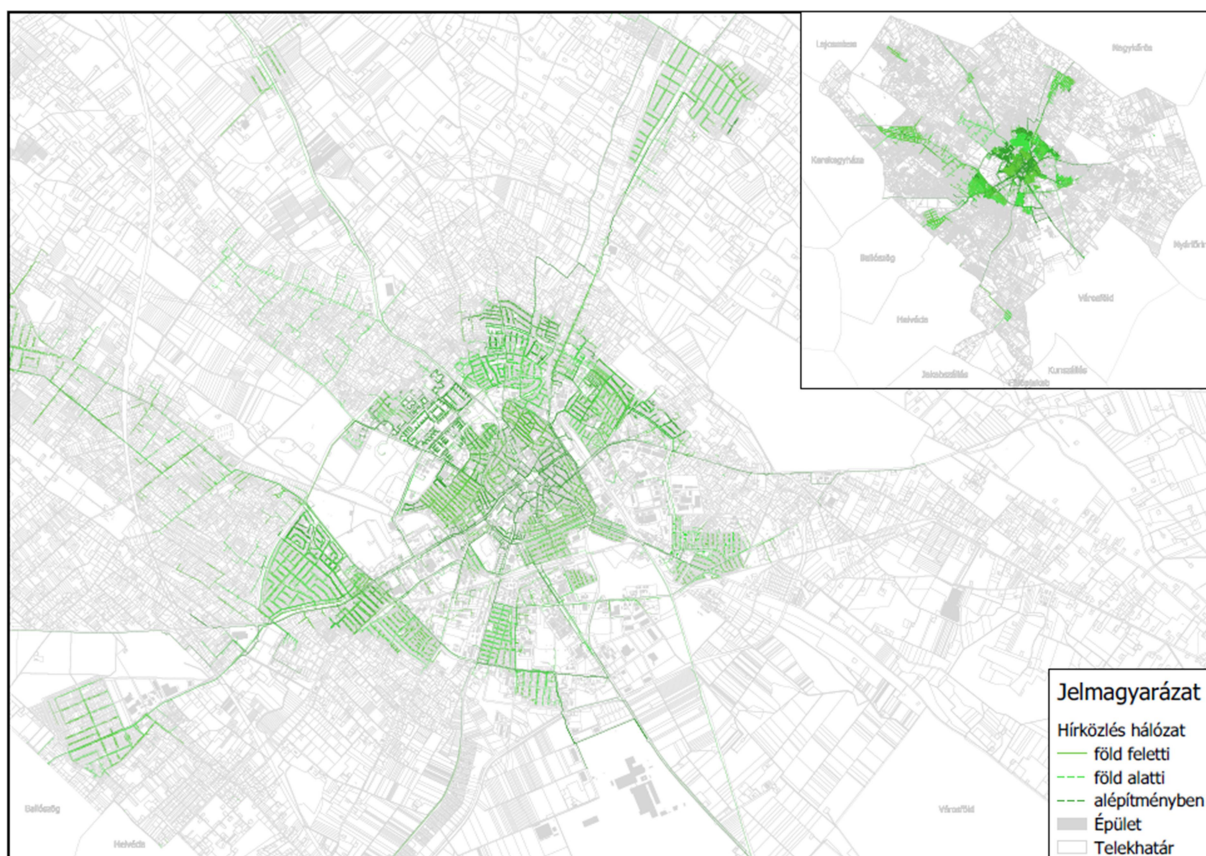 Lajosmizse
Nagykőrös
Kerekegyháza
Ballószög
Nyárlőrin
Városföld
Helvécia
Jakabszállás
Kunszállás
Jelmagyarázat
Hírközlés hálózat
föld feletti
föld alatti
alépítményben
Épület
Telekhatár
Ballószög
Helvécia
Városföld